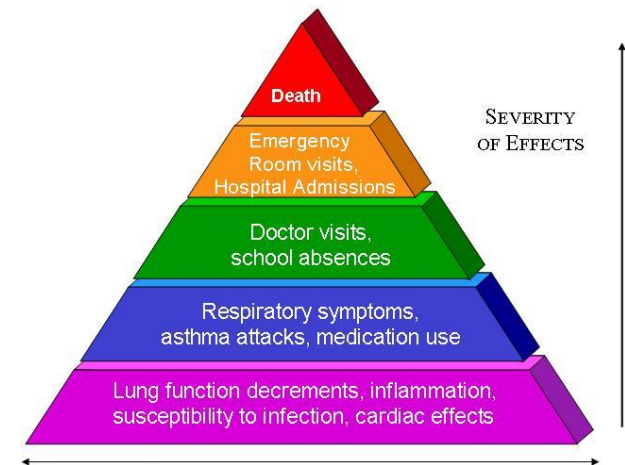 Death
Emergency
Room visits,
Hospital Admissions
SEVERITY
OF EFFECTS
Doctor visits,
school absences
Respiratory symptoms,
asthma attacks, medication use
Lung function decrements, inflammation,
susceptibility to infection, cardiac effects